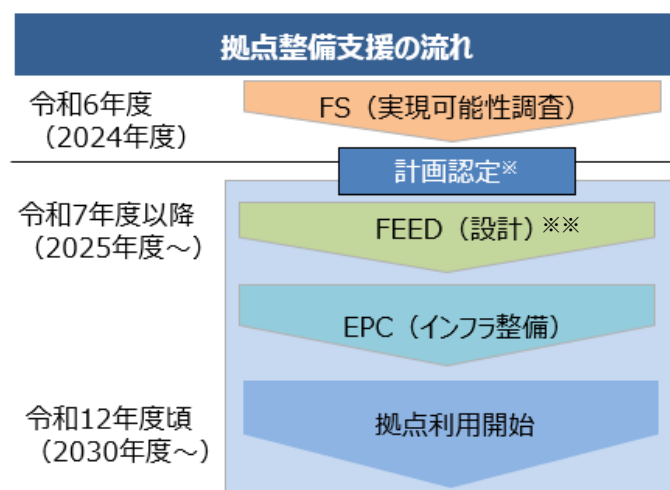 拠点整備支援の流れ
令和6年度
（2024年度）
FS（実現可能性調査）
計画認定※
令和7年度以降
（2025年度～）
FEED（設計）※※
EPC（インフラ整備）
令和12年度頃
（2030年度～）
拠点利用開始